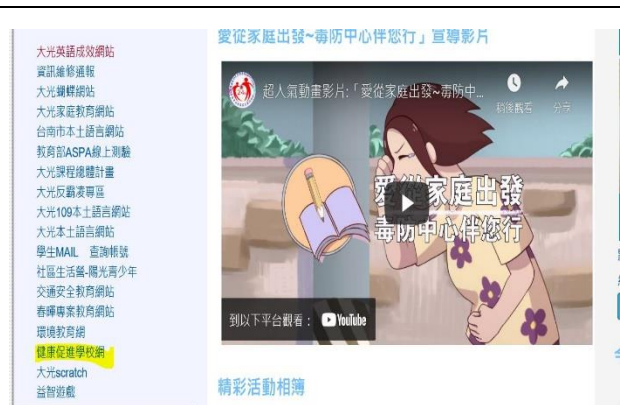 大光英語成效網站
資訊維修通報
大光蝴蝶網站
大光家庭教育網站
台南市本土語言網站
教育部ASPA線上測驗
大光課程總體計畫
大光反霸凌專區
大光109本土語言網站
大光本土語言網站
學生MAIL 查詢帳號
社區生活營-陽光青少年
交通安全教育網站
春暉專案教育網站
環境教育網
健康促進學校網
大光scratch
益智遊戲
愛從家庭出發~毒防中心伴您行」宣導影片
超人氣動畫影片:「愛從家庭出發~毒防中...
稍後觀看
分享
愛從家庭出發
毒防中心伴您行
到以下平台觀看： YouTube
精彩活動相簿